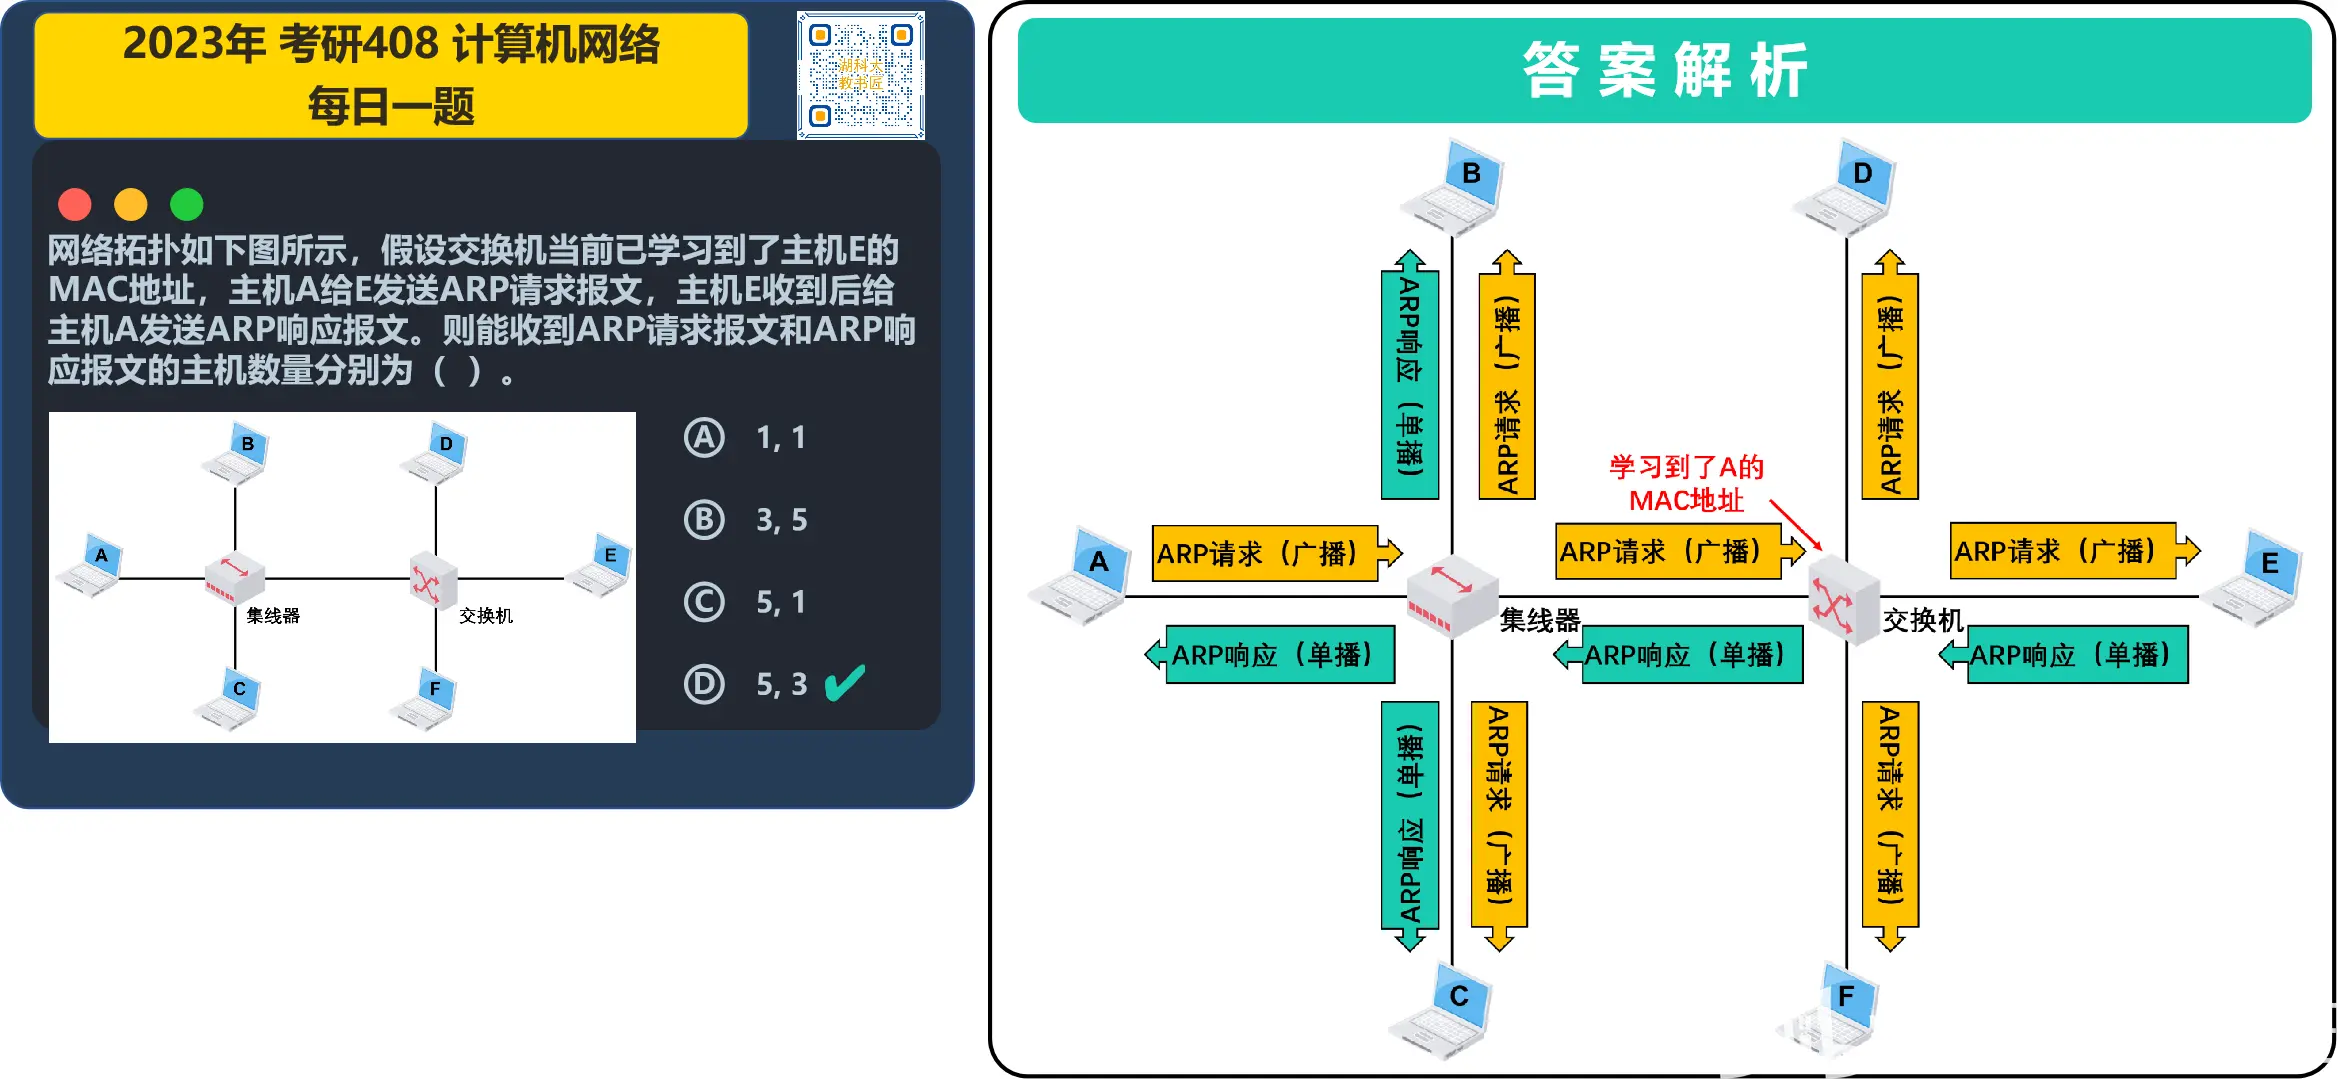 2023年 考研408 计算机网络
每日一题
湖科大
教书匠
网络拓扑如下图所示，假设交换机当前已学习到了主机E的
MAC地址，主机A给E发送ARP请求报文，主机E收到后给
主机A发送ARP响应报文。则能收到ARP请求报文和ARP响
应报文的主机数量分别为（ ）。
A 1, 1
B 3, 5
C 5, 1
D 5, 3
B
D
A
E
集线器
交换机
C
F
答案解析
B
D
ARP响应（单播）
ARP请求（广播）
ARP请求（广播）
学习到了A的
MAC地址
A
ARP请求（广播）
ARP请求（广播）
ARP请求（广播）
E
集线器
交换机
ARP响应（单播）
ARP响应（单播）
ARP响应（单播）
ARP响应（单播）
ARP请求（广播）
ARP请求（广播）
C
F